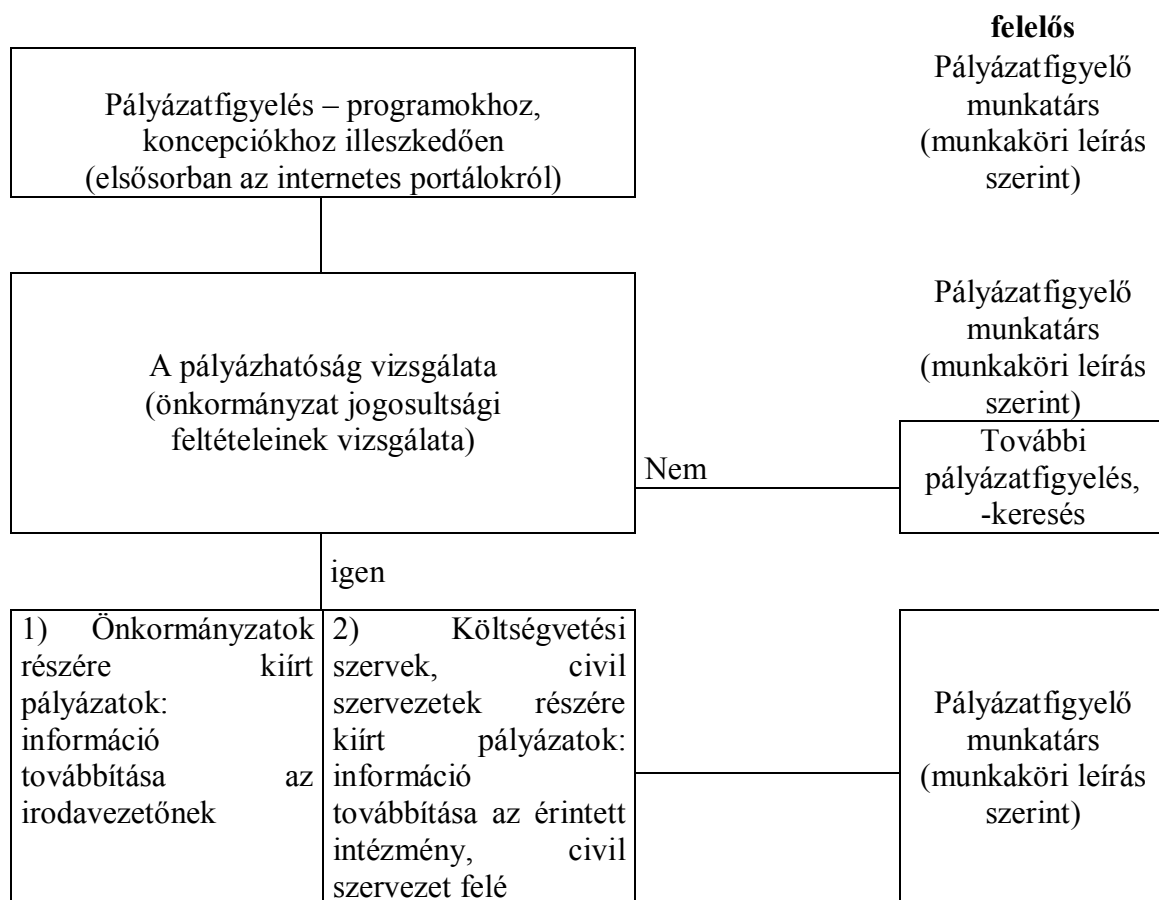 felelős
Pályázatfigyelés – programokhoz,
koncepciókhoz illeszkedően
(elsősorban az internetes portálokról)
Pályázatfigyelő
munkatárs
(munkaköri leírás
szerint)
A pályázhatóság vizsgálata
(önkormányzat jogosultsági
feltételeinek vizsgálata)
Pályázatfigyelő
munkatárs
(munkaköri leírás
szerint)
Nem
További
pályázatfigyelés,
-keresés
igen
1) Önkormányzatok
részére kiírt
pályázatok:
információ
továbbítása az
irodavezetőnek
2) Költségvetési
szervek, civil
szervezetek részére
kiírt pályázatok:
információ
továbbítása az érintett
intézmény, civil
szervezet felé
Pályázatfigyelő
munkatárs
(munkaköri leírás
szerint)